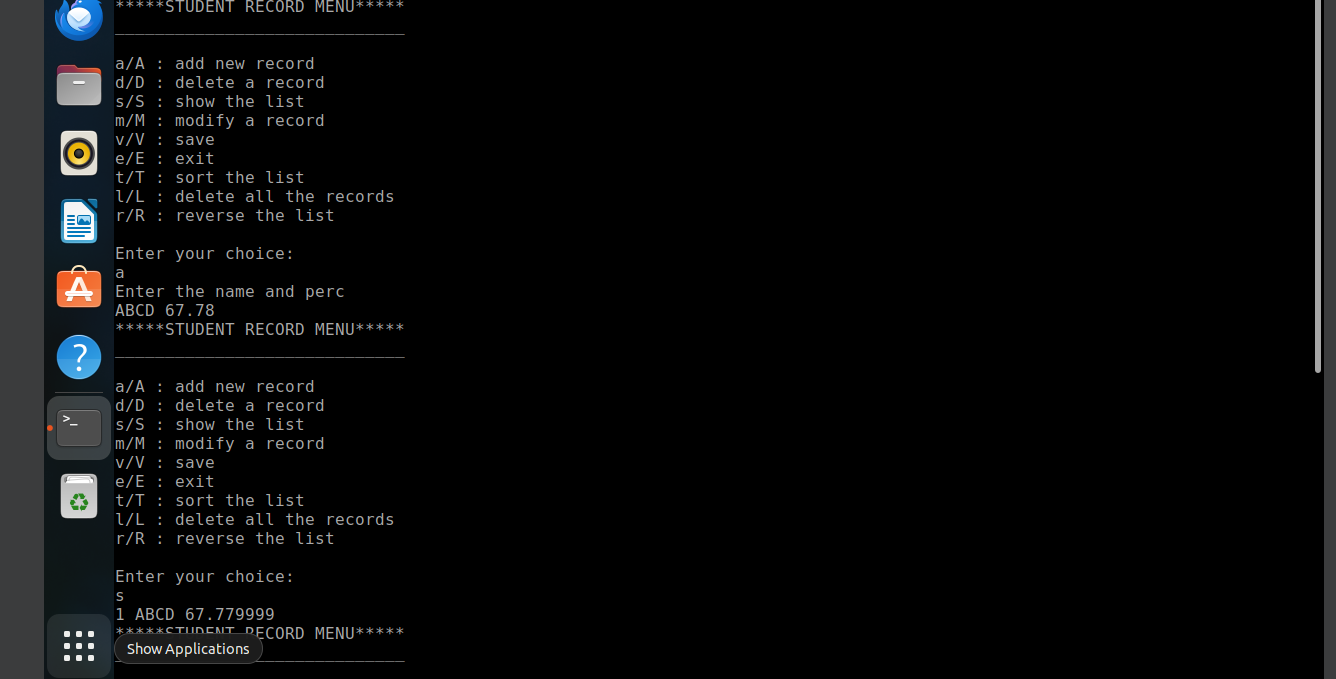 *****STUDENT RECORD MENU*****
_____________________________
a/A : add new record
d/D : delete a record
s/S : show the list
m/M : modify a record
v/V : save
e/E : exit
t/T : sort the list
l/L : delete all the records
r/R : reverse the list
Enter your choice:
a
Enter the name and perc
ABCD 67.78
*****STUDENT RECORD MENU*****
_____________________________
a/A : add new record
d/D : delete a record
s/S : show the list
m/M : modify a record
v/V : save
e/E : exit
t/T : sort the list
l/L : delete all the records
r/R : reverse the list
Enter your choice:
s
1 ABCD 67.779999
*****STUDENT RECORD MENU*****
Show Applications